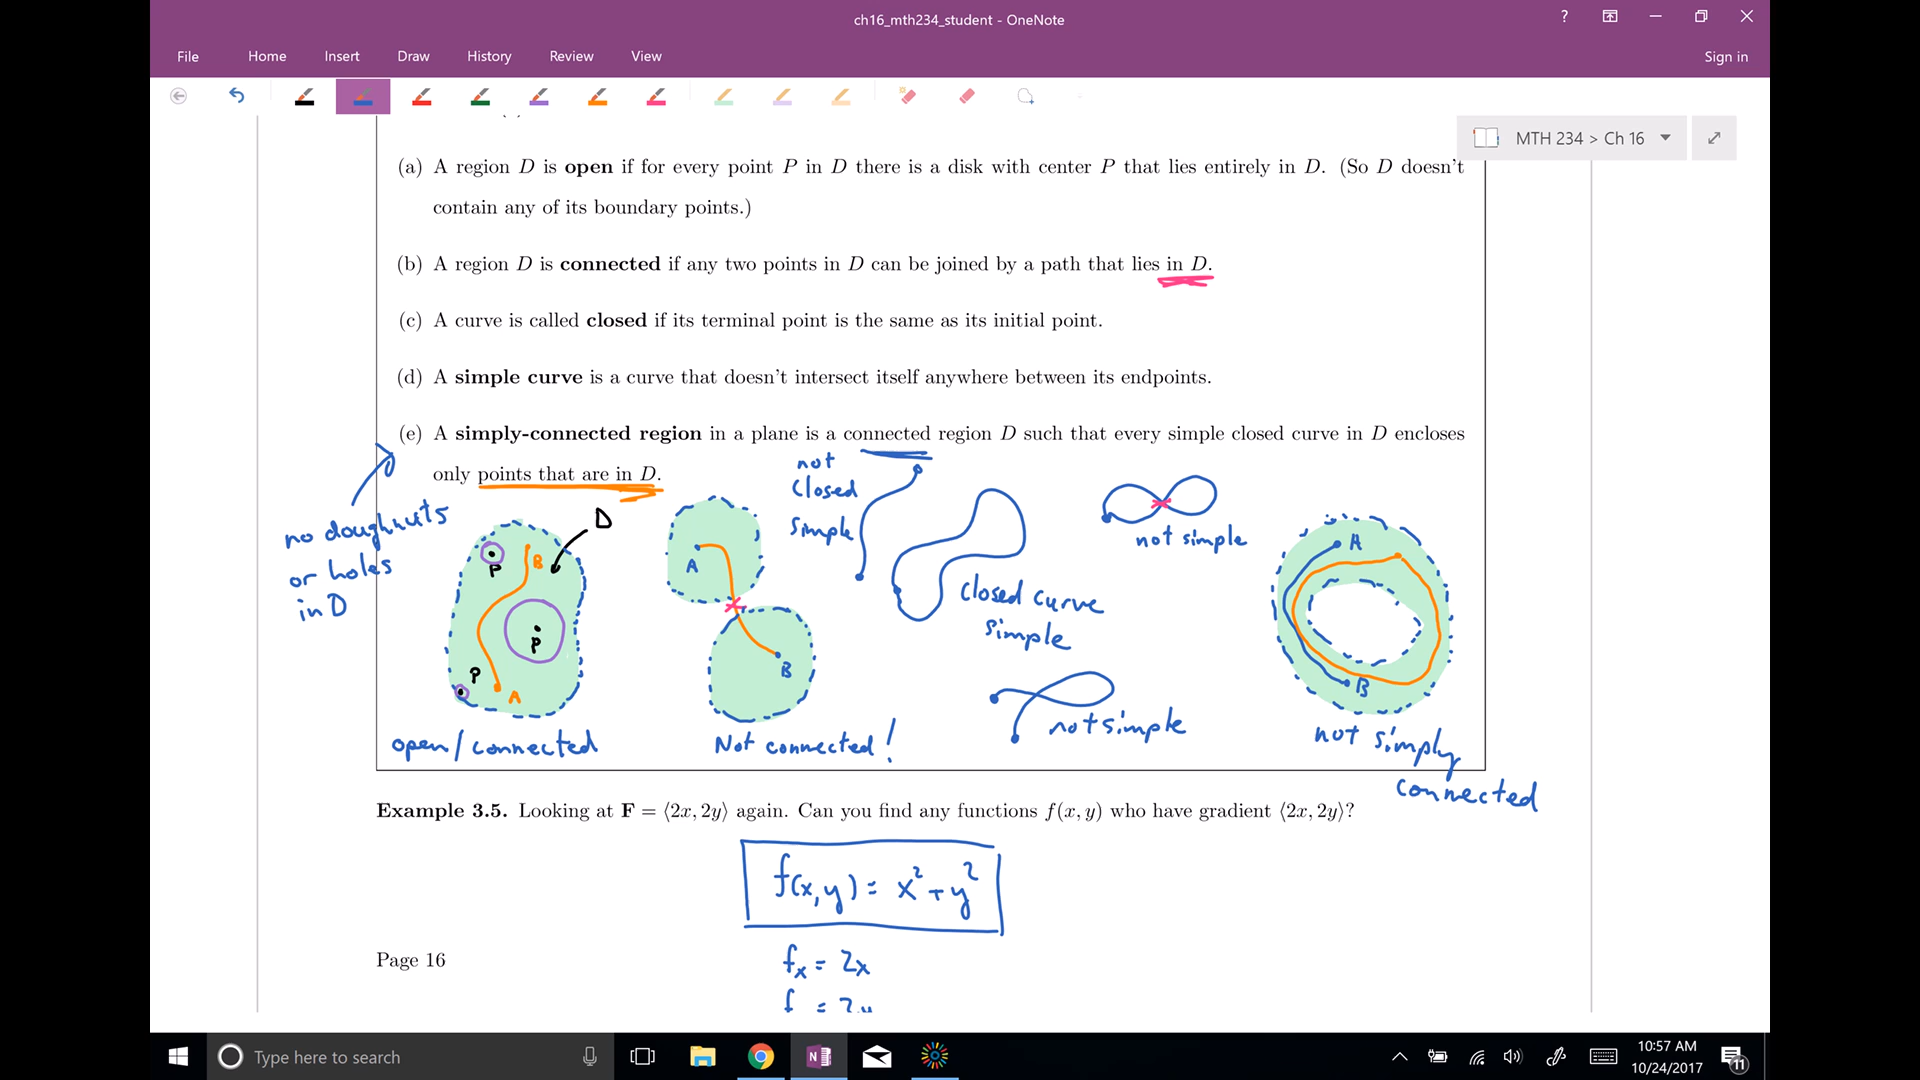 ch16_mth234_student - OneNote
?
File Home Insert Draw History Review View
Sign in
MTH 234 > Ch 16
(a) A region D is open if for every point P in D there is a disk with center P that lies entirely in D. (So D doesn't
contain any of its boundary points.)
(b) A region D is connected if any two points in D can be joined by a path that lies in D.
(c) A curve is called closed if its terminal point is the same as its initial point.
(d) A simple curve is a curve that doesn't intersect itself anywhere between its endpoints.
(e) A simply-connected region in a plane is a connected region D such that every simple closed curve in D encloses
only points that are in D.
no doughnuts
or holes
in D
D
P
B
P
P
A
open/connected
A
B
Not connected!
not
closed
simple
closed curve
simple
not simple
not simple
A
B
not simply
connected
Example 3.5. Looking at F = ⟨2x, 2y⟩ again. Can you find any functions f(x, y) who have gradient ⟨2x, 2y⟩?
f(x,y) = x² + y²
fx = 2x
Page 16
Type here to search
10:57 AM
10/24/2017
11